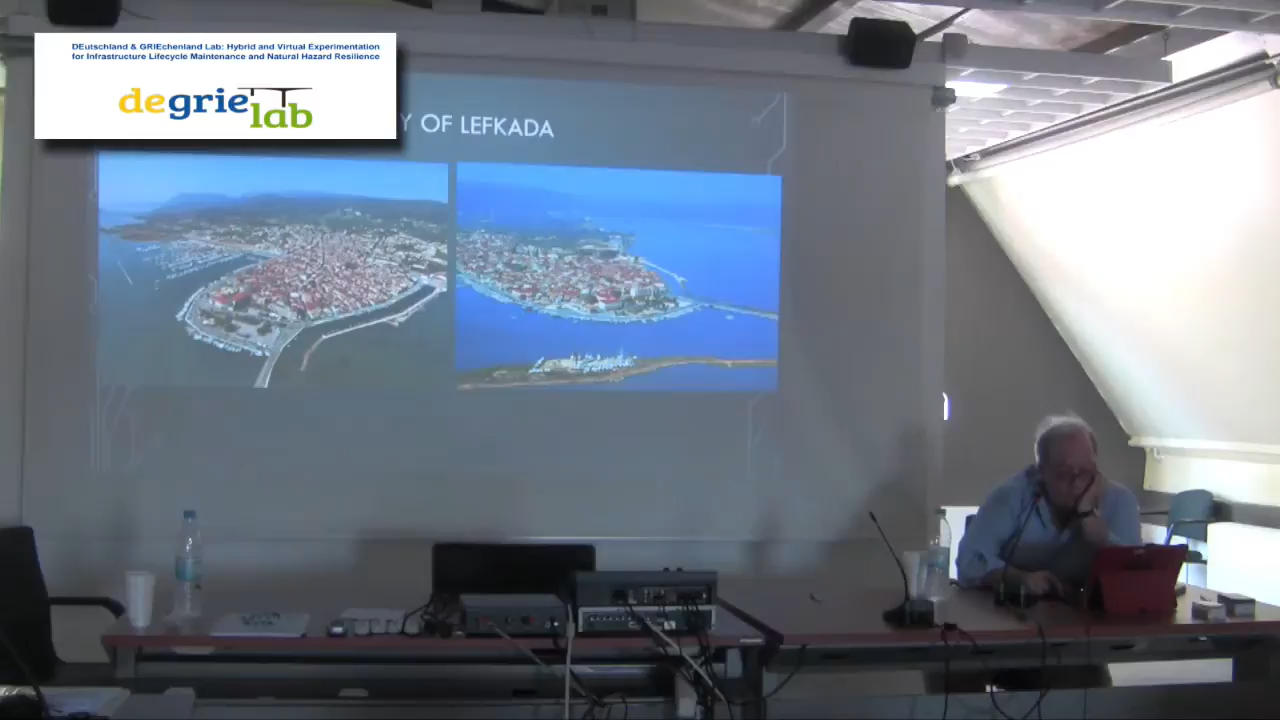 DEutschland & GRIEchenland Lab: Hybrid and Virtual Experimentation
for Infrastructure Lifecycle Maintenance and Natural Hazard Resilience
degrielab
Y OF LEFKADA